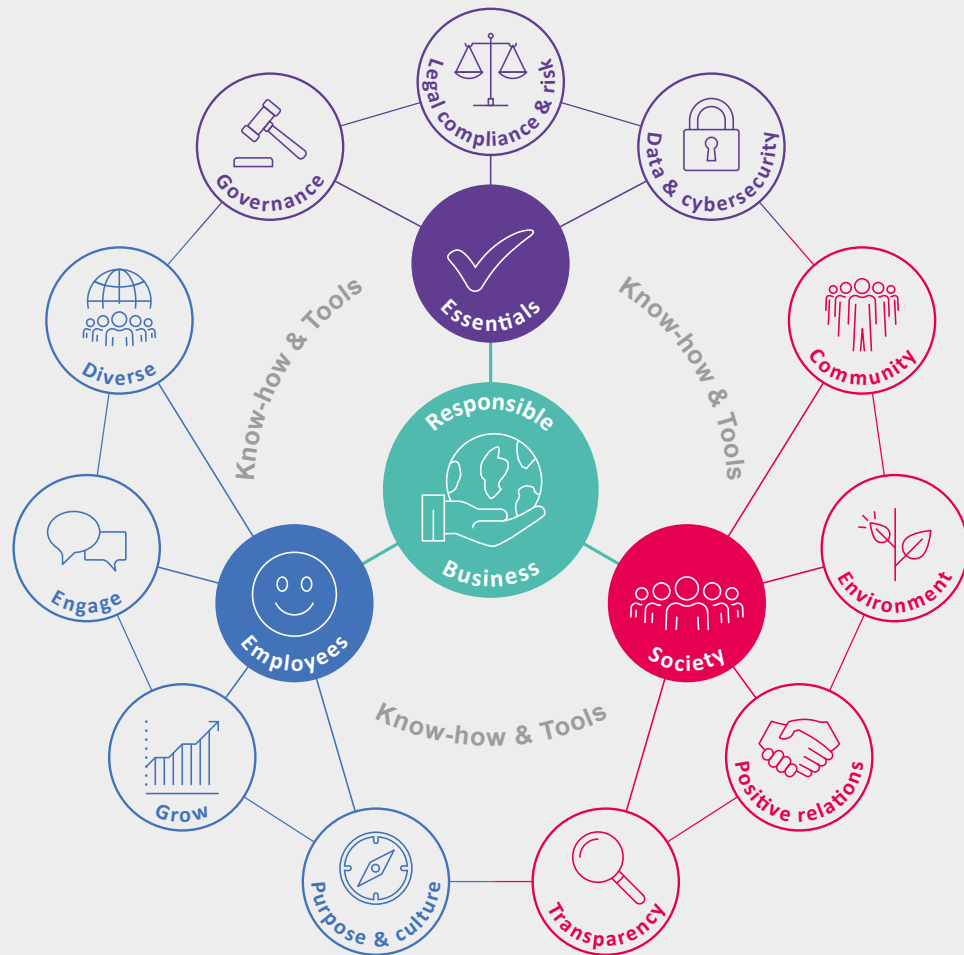 Legal compliance & risk
Governance
Data & cybersecurity
Essentials
Diverse
Know-how & Tools
Know-how & Tools
Community
Responsible
Business
Engage
Employees
Society
Environment
Grow
Know-how & Tools
Positive relations
Purpose & culture
Transparency